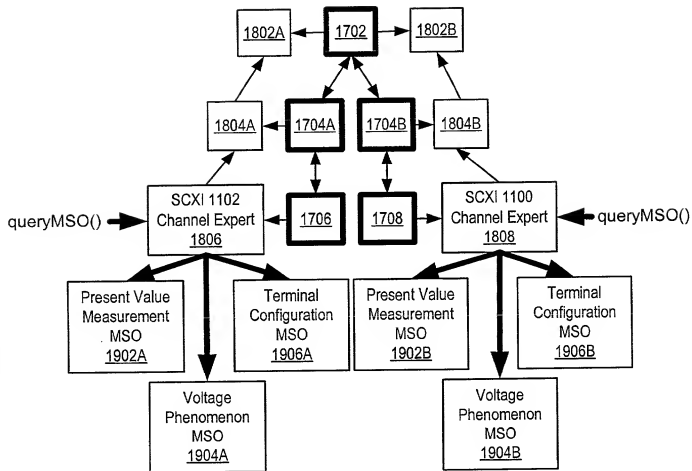 1802A
1702
1802B
1804A
1704A
1704B
1804B
queryMSO()
SCXI 1102
Channel Expert
1806
1706
1708
SCXI 1100
Channel Expert
1808
queryMSO()
Present Value
Measurement
MSO
1902A
Terminal
Configuration
MSO
1906A
Present Value
Measurement
MSO
1902B
Terminal
Configuration
MSO
1906B
Voltage
Phenomenon
MSO
1904A
Voltage
Phenomenon
MSO
1904B